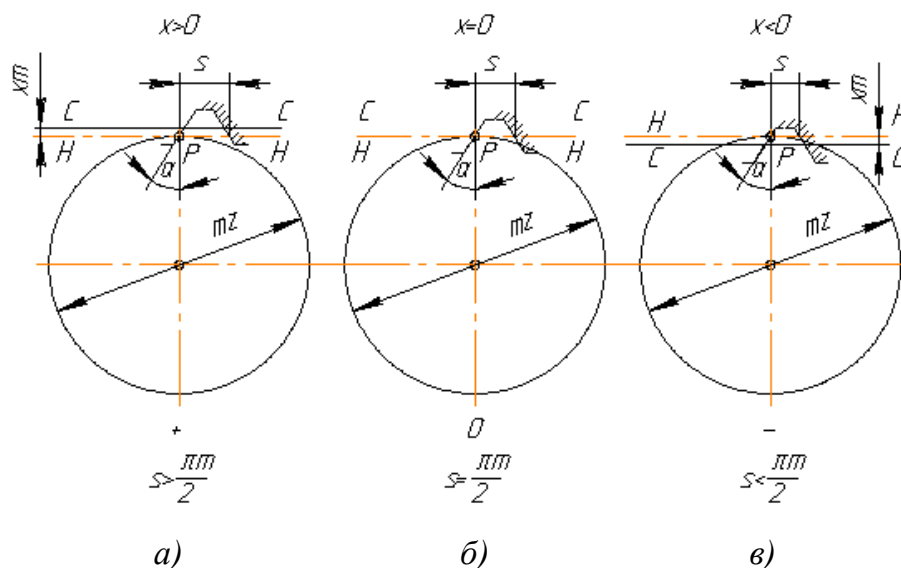 x>0 x=0 x<0
s s s
xm xm
C C C C H H
H H H H C C
P P P
α α α
mz mz mz
+ 0 −
s>πm/2 s=πm/2 s<πm/2
а) б) в)